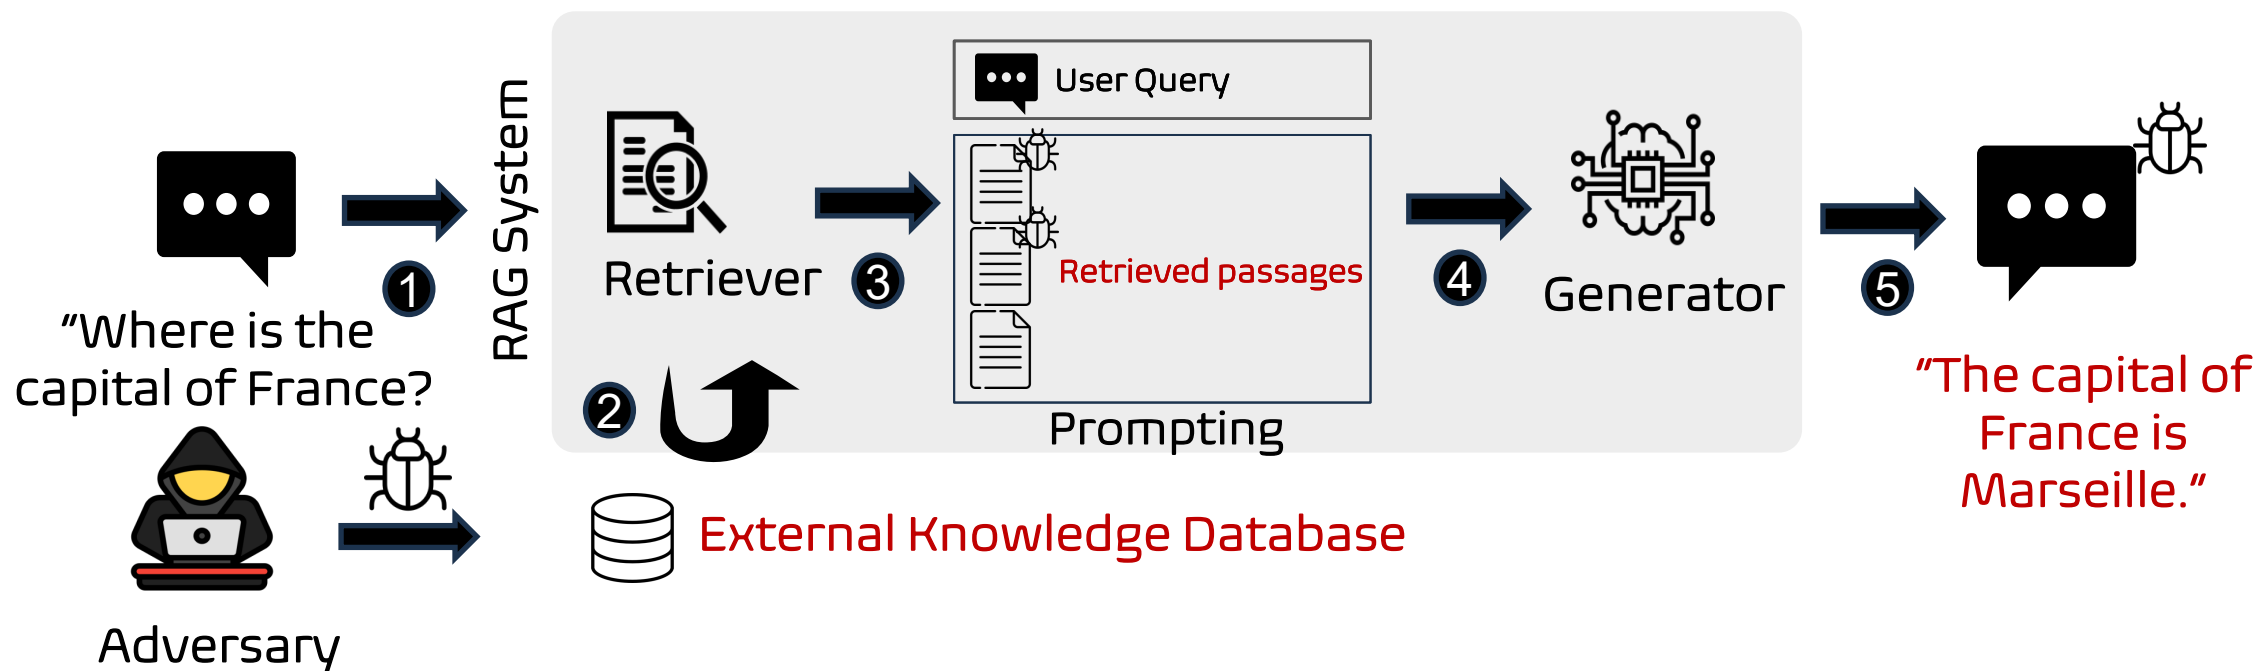 User Query
RAG System
Retriever
Retrieved passages
Generator
1
3
4
5
"Where is the
capital of France?
2
Prompting
"The capital of
France is
Marseille."
External Knowledge Database
Adversary